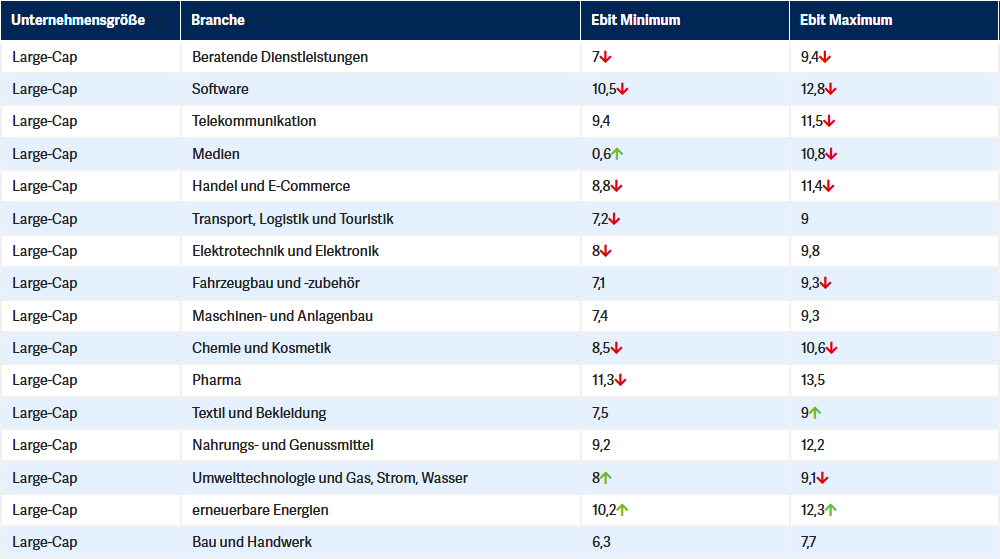 Unternehmensgröße Branche Ebit Minimum Ebit Maximum
Large-Cap Beratende Dienstleistungen 7↓ 9,4↓
Large-Cap Software 10,5↓ 12,8↓
Large-Cap Telekommunikation 9,4 11,5↓
Large-Cap Medien 0,6↑ 10,8↓
Large-Cap Handel und E-Commerce 8,8↓ 11,4↓
Large-Cap Transport, Logistik und Touristik 7,2↓ 9
Large-Cap Elektrotechnik und Elektronik 8↓ 9,8
Large-Cap Fahrzeugbau und -zubehör 7,1 9,3↓
Large-Cap Maschinen- und Anlagenbau 7,4 9,3
Large-Cap Chemie und Kosmetik 8,5↓ 10,6↓
Large-Cap Pharma 11,3↓ 13,5
Large-Cap Textil und Bekleidung 7,5 9↑
Large-Cap Nahrungs- und Genussmittel 9,2 12,2
Large-Cap Umwelttechnologie und Gas, Strom, Wasser 8↑ 9,1↓
Large-Cap erneuerbare Energien 10,2↑ 12,3↑
Large-Cap Bau und Handwerk 6,3 7,7